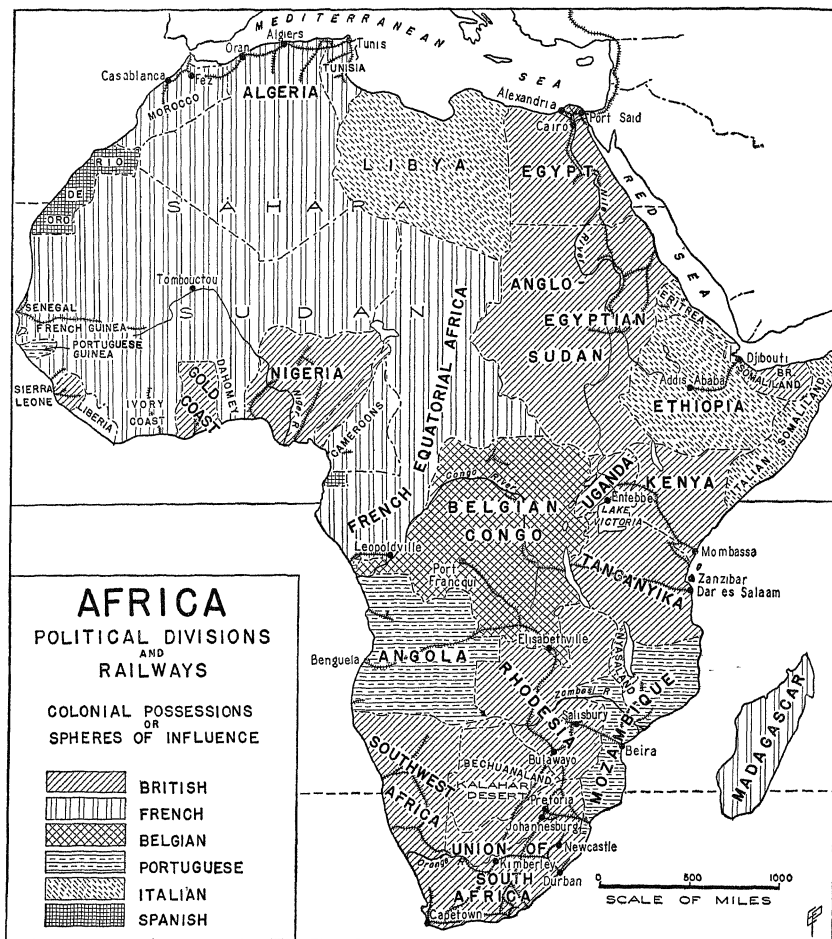 MEDITERRANEAN
SEA
Algiers
Oran
Tunis
Casablanca
Fez
TUNISIA
MOROCCO
ALGERIA
Alexandria
Port Said
Cairo
LIBYA
EGYPT
Nile
River
RED
SEA
RIO
DE
ORO
SAHARA
Tombouctou
SUDAN
ANGLO
EGYPTIAN
SUDAN
ERITREA
SENEGAL
FRENCH GUINEA
PORTUGUESE
GUINEA
SIERRA
LEONE
LIBERIA
IVORY
COAST
GOLD
COAST
DAHOMEY
NIGERIA
Niger R.
CAMEROONS
FRENCH EQUATORIAL AFRICA
Djibouti
Addis Ababa
SOMALILAND
BR.
SOMALILAND
ETHIOPIA
ITALIAN SOMALILAND
Congo River
BELGIAN
CONGO
UGANDA
KENYA
Entebbe
LAKE
VICTORIA
Leopoldville
Mombassa
Zanzibar
Dar es Salaam
TANGANYIKA
Port
Francqui
Elisabethville
Benguela
ANGOLA
RHODESIA
NYASALAND
Zambesi R.
MOZAMBIQUE
Salisbury
Beira
Bulawayo
MADAGASCAR
SOUTHWEST
AFRICA
BECHUANALAND
KALAHARI
DESERT
Pretoria
Johannesburg
UNION OF
SOUTH
AFRICA
Newcastle
Orange R.
Kimberley
Durban
Capetown
AFRICA
POLITICAL DIVISIONS
AND
RAILWAYS
COLONIAL POSSESSIONS
OR
SPHERES OF INFLUENCE
BRITISH
FRENCH
BELGIAN
PORTUGUESE
ITALIAN
SPANISH
0 500 1000
SCALE OF MILES